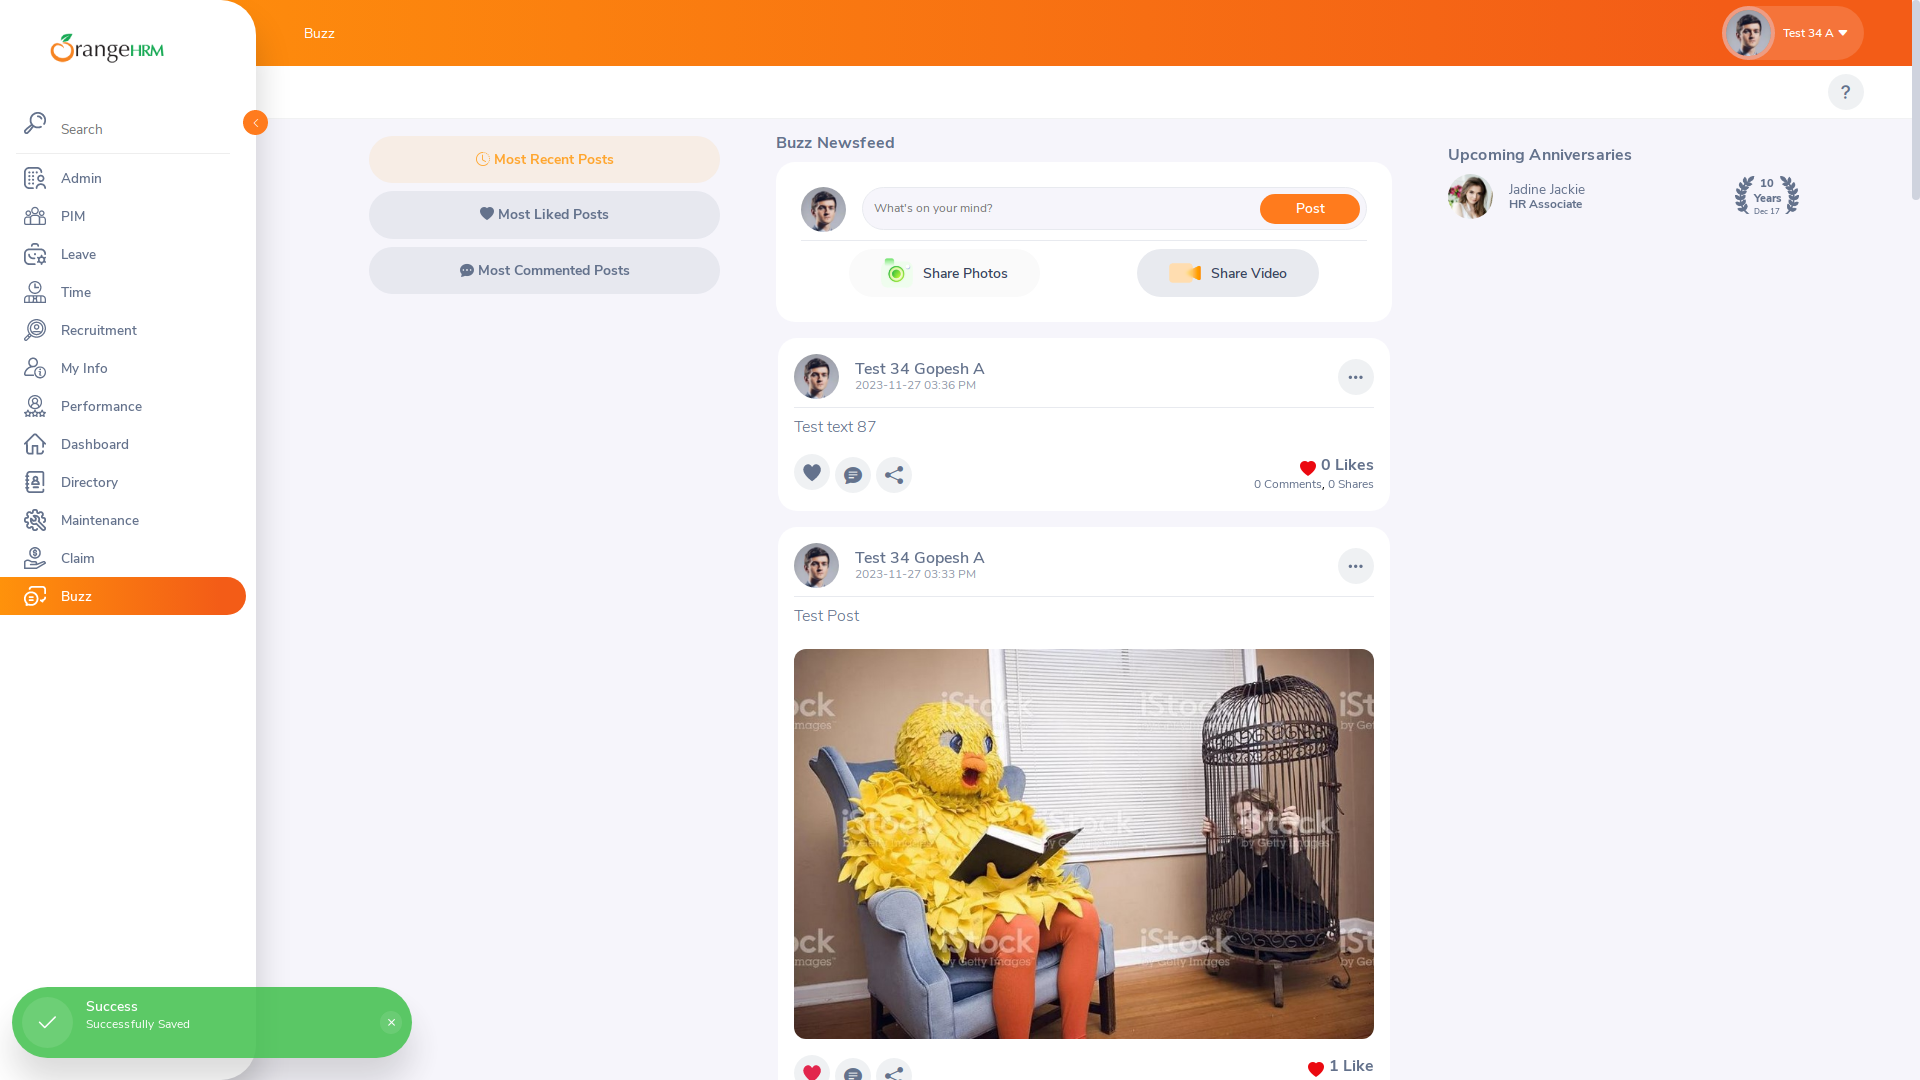 OrangeHRM
Search
Admin
PIM
Leave
Time
Recruitment
My Info
Performance
Dashboard
Directory
Maintenance
Claim
Buzz
Buzz
Test 34 A
?
Most Recent Posts
Most Liked Posts
Most Commented Posts
Buzz Newsfeed
What's on your mind?
Post
Share Photos
Share Video
Test 34 Gopesh A
2023-11-27 03:36 PM
Test text 87
0 Likes
0 Comments, 0 Shares
Test 34 Gopesh A
2023-11-27 03:33 PM
Test Post
iStock
by Getty Images
1 Like
Upcoming Anniversaries
Jadine Jackie
HR Associate
10
Years
Dec 17
Success
Successfully Saved